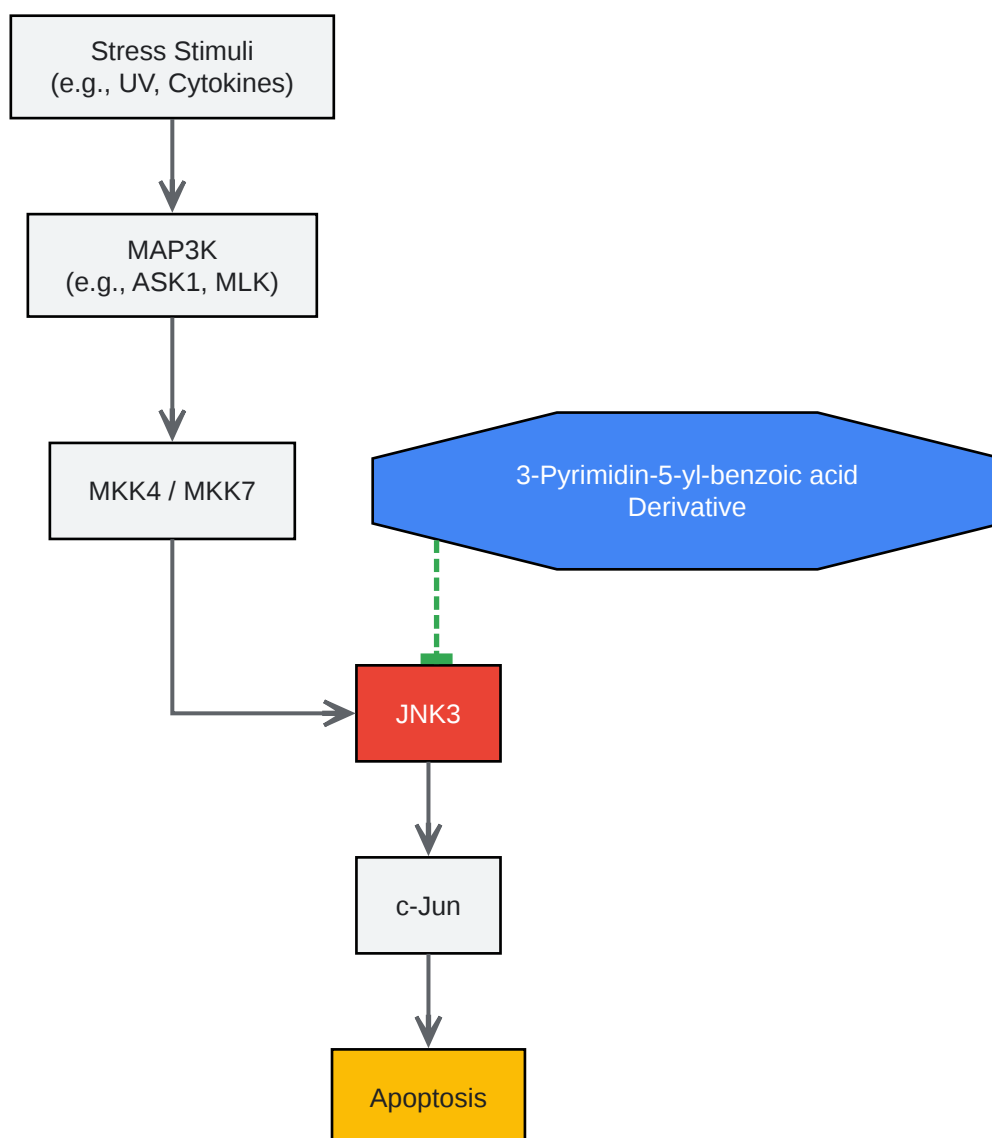 Stress Stimuli
(e.g., UV, Cytokines)
MAP3K
(e.g., ASK1, MLK)
MKK4 / MKK7
3-Pyrimidin-5-yl-benzoic acid
Derivative
JNK3
c-Jun
Apoptosis